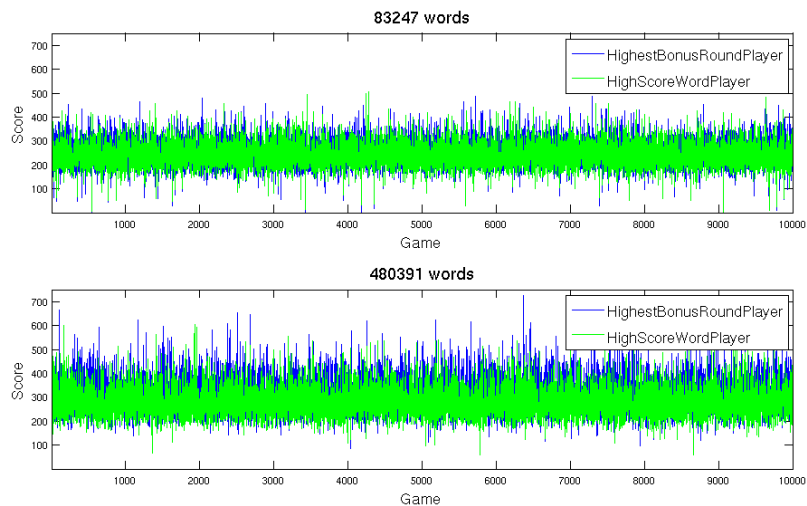 83247 words
HighestBonusRoundPlayer
HighScoreWordPlayer
Score
700
600
500
400
300
200
100
1000 2000 3000 4000 5000 6000 7000 8000 9000 10000
Game
480391 words
HighestBonusRoundPlayer
HighScoreWordPlayer
Score
700
600
500
400
300
200
100
1000 2000 3000 4000 5000 6000 7000 8000 9000 10000
Game